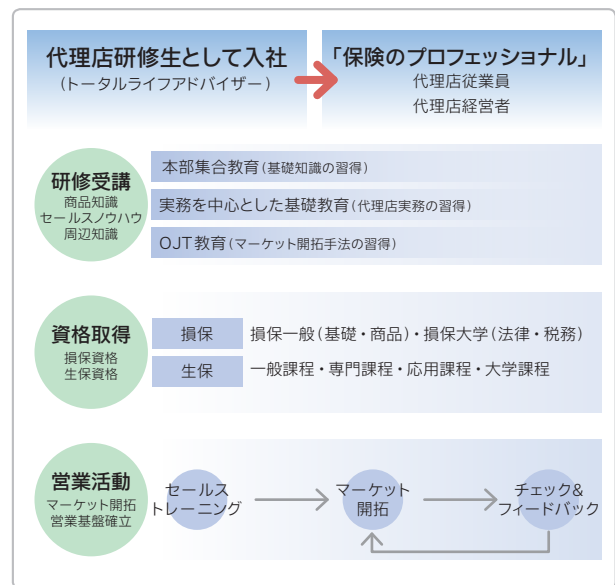 代理店研修生として入社
(トータルライフアドバイザー)
「保険のプロフェッショナル」
代理店従業員
代理店経営者
研修受講
商品知識
セールスノウハウ
周辺知識
本部集合教育(基礎知識の習得)
実務を中心とした基礎教育(代理店実務の習得)
OJT教育(マーケット開拓手法の習得)
資格取得
損保資格
生保資格
損保 損保一般(基礎・商品)・損保大学(法律・税務)
生保 一般課程・専門課程・応用課程・大学課程
営業活動
マーケット開拓
営業基盤確立
セールス
トレーニング
マーケット
開拓
チェック&
フィードバック